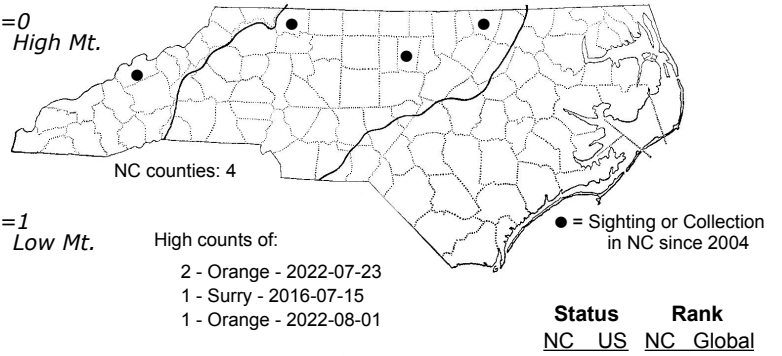 =0
High Mt.
NC counties: 4
=1
Low Mt.
High counts of:
2 - Orange - 2022-07-23
1 - Surry - 2016-07-15
1 - Orange - 2022-08-01
● = Sighting or Collection
in NC since 2004
Status Rank
NC US NC Global